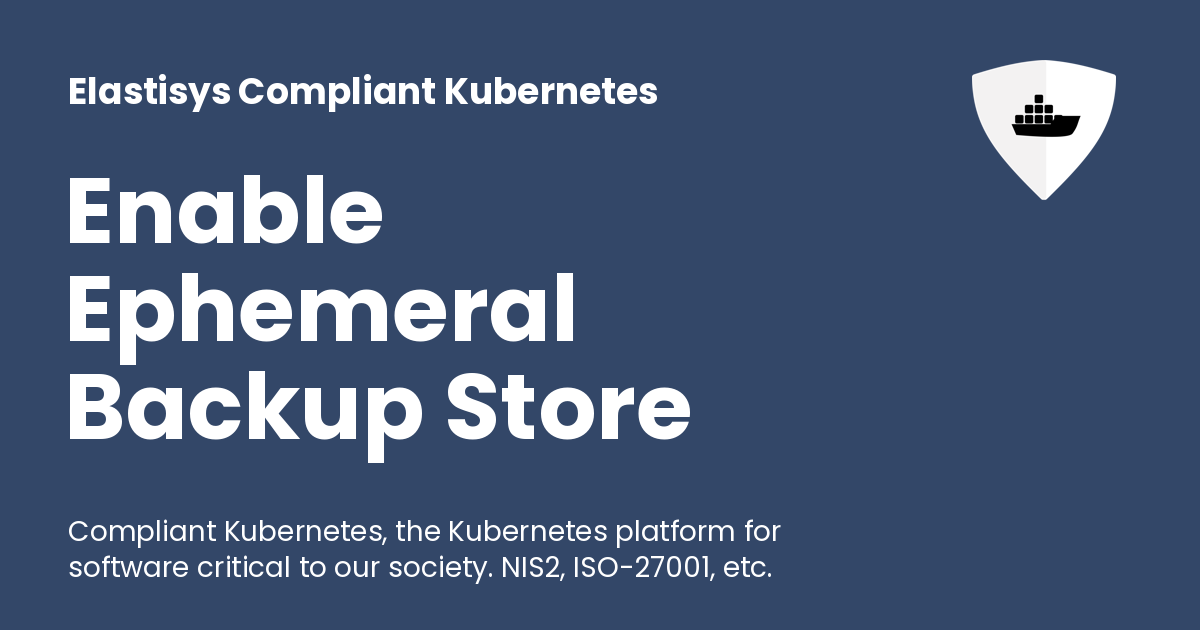 Elastisys Compliant Kubernetes
Enable
Ephemeral
Backup Store
Compliant Kubernetes, the Kubernetes platform for
software critical to our society. NIS2, ISO-27001, etc.